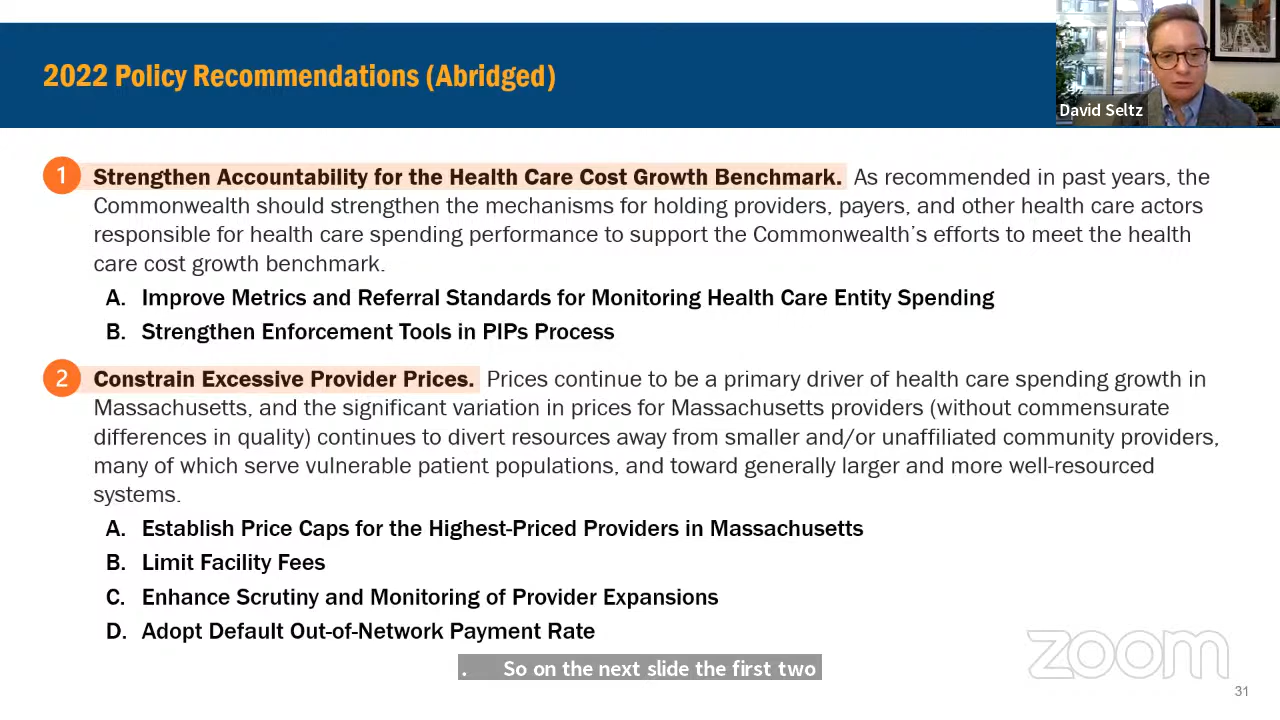 2022 Policy Recommendations (Abridged)
David Seltz
1 Strengthen Accountability for the Health Care Cost Growth Benchmark. As recommended in past years, the
Commonwealth should strengthen the mechanisms for holding providers, payers, and other health care actors
responsible for health care spending performance to support the Commonwealth's efforts to meet the health
care cost growth benchmark.
A. Improve Metrics and Referral Standards for Monitoring Health Care Entity Spending
B. Strengthen Enforcement Tools in PIPs Process
2 Constrain Excessive Provider Prices. Prices continue to be a primary driver of health care spending growth in
Massachusetts, and the significant variation in prices for Massachusetts providers (without commensurate
differences in quality) continues to divert resources away from smaller and/or unaffiliated community providers,
many of which serve vulnerable patient populations, and toward generally larger and more well-resourced
systems.
A. Establish Price Caps for the Highest-Priced Providers in Massachusetts
B. Limit Facility Fees
C. Enhance Scrutiny and Monitoring of Provider Expansions
D. Adopt Default Out-of-Network Payment Rate
. So on the next slide the first two
zoom
31